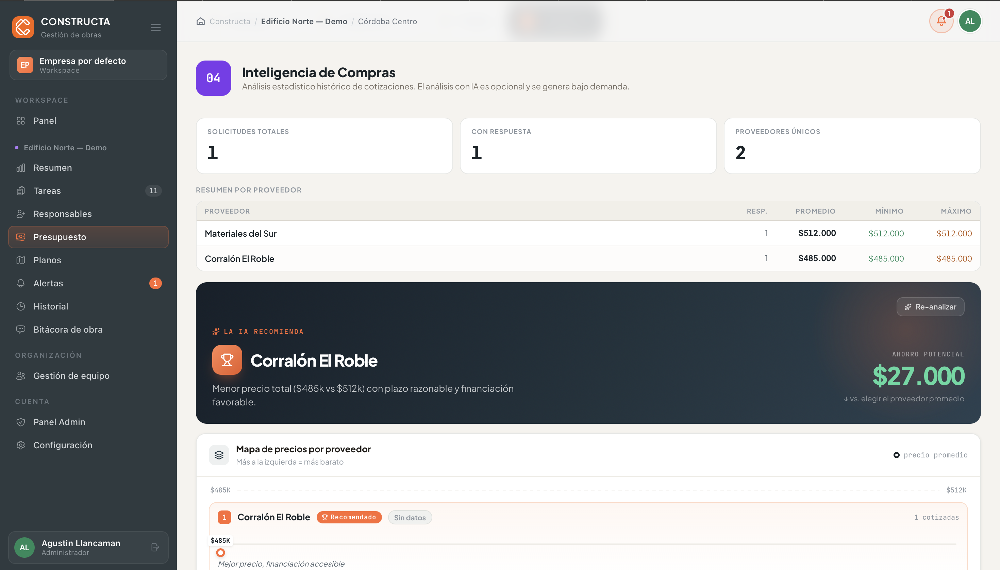 CONSTRUCTA
Gestión de obras
EP
Empresa por defecto
Workspace
WORKSPACE
Panel
Edificio Norte — Demo
Resumen
Tareas 11
Responsables
Presupuesto
Planos
Alertas 1
Historial
Bitácora de obra
ORGANIZACIÓN
Gestión de equipo
CUENTA
Panel Admin
Configuración
AL
Agustin Llancaman
Administrador
Constructa / Edificio Norte — Demo / Córdoba Centro
1
AL
04
Inteligencia de Compras
Análisis estadístico histórico de cotizaciones. El análisis con IA es opcional y se genera bajo demanda.
SOLICITUDES TOTALES
1
CON RESPUESTA
1
PROVEEDORES ÚNICOS
2
RESUMEN POR PROVEEDOR
PROVEEDOR RESP. PROMEDIO MÍNIMO MÁXIMO
Materiales del Sur 1 $512.000 $512.000 $512.000
Corralón El Roble 1 $485.000 $485.000 $485.000
Re-analizar
LA IA RECOMIENDA
Corralón El Roble
Menor precio total ($485k vs $512k) con plazo razonable y financiación
favorable.
AHORRO POTENCIAL
$27.000
↓ vs. elegir el proveedor promedio
Mapa de precios por proveedor
Más a la izquierda = más barato
precio promedio
$485K $512K
1 Corralón El Roble Recomendado Sin datos 1 cotizadas
$485K
Mejor precio, financiación accesible